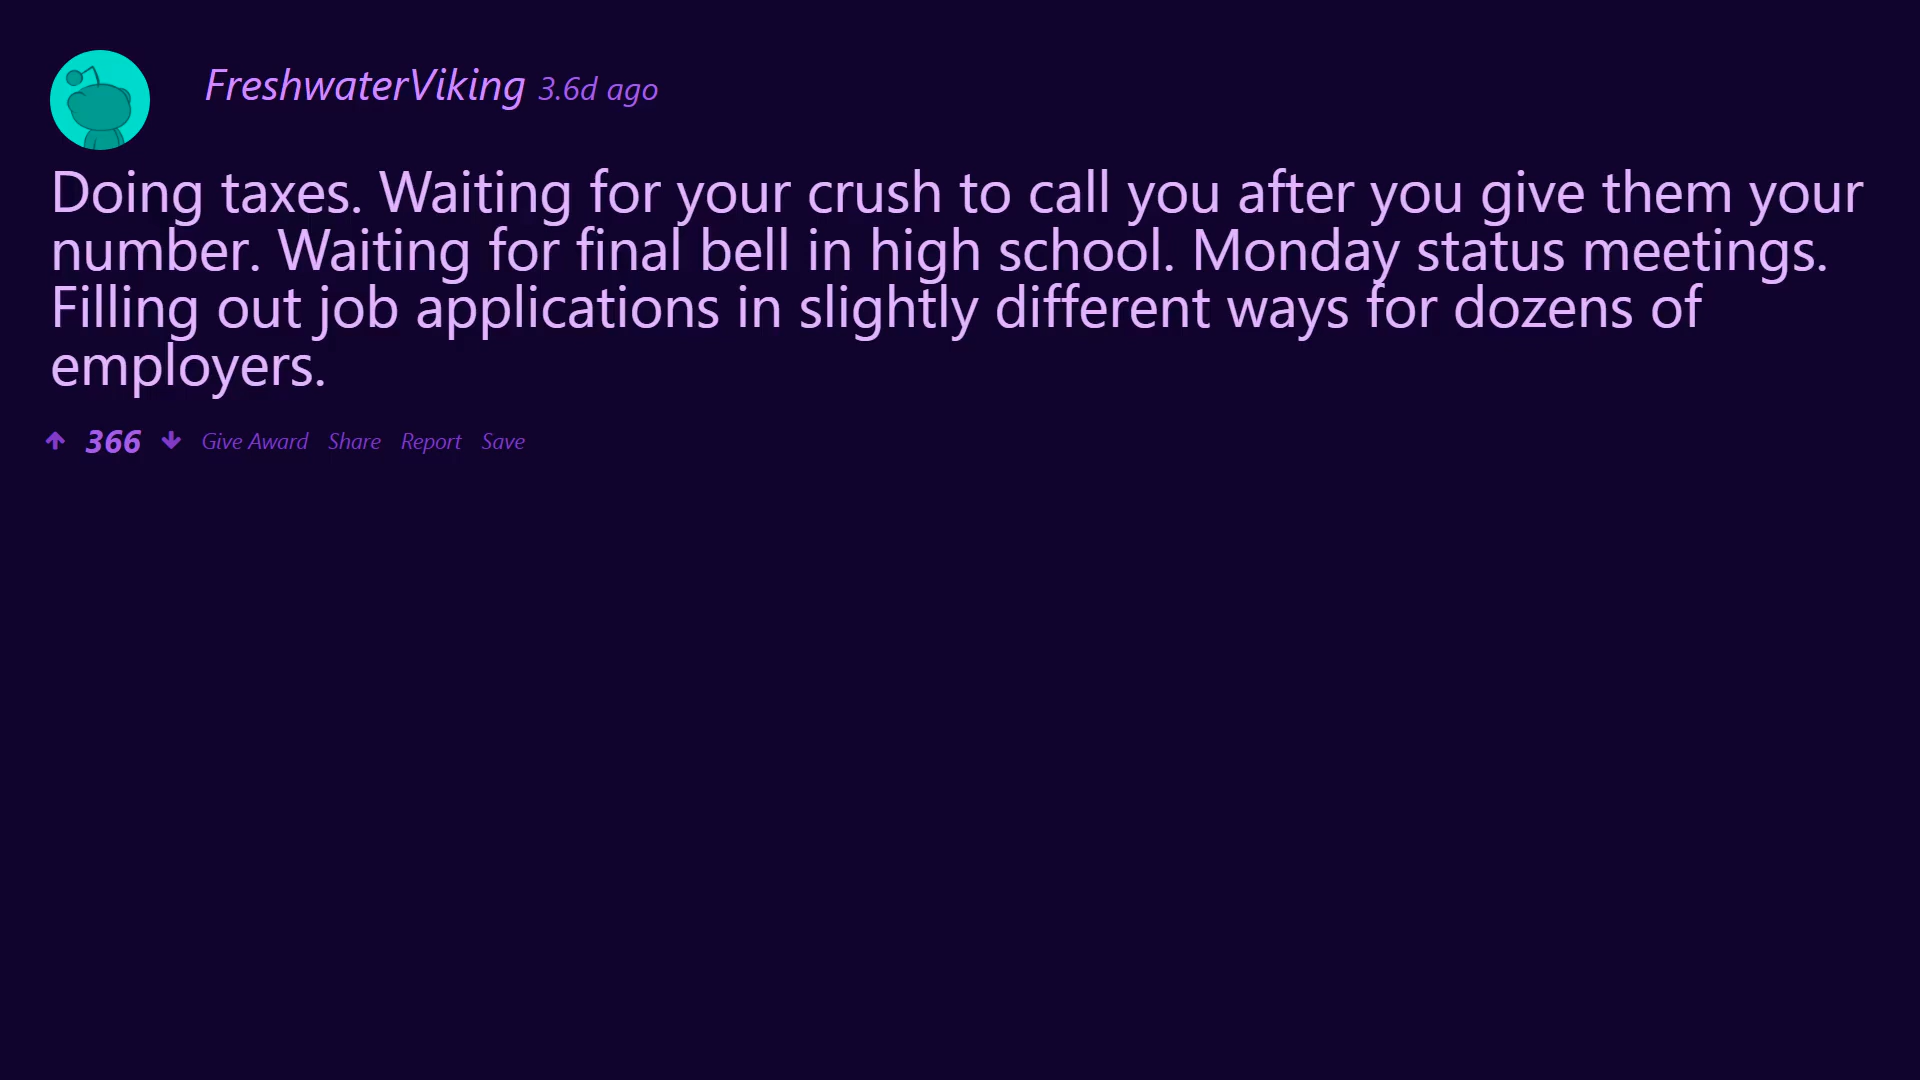 FreshwaterViking 3.6d ago
Doing taxes. Waiting for your crush to call you after you give them your
number. Waiting for final bell in high school. Monday status meetings.
Filling out job applications in slightly different ways for dozens of
employers.
366 Give Award Share Report Save